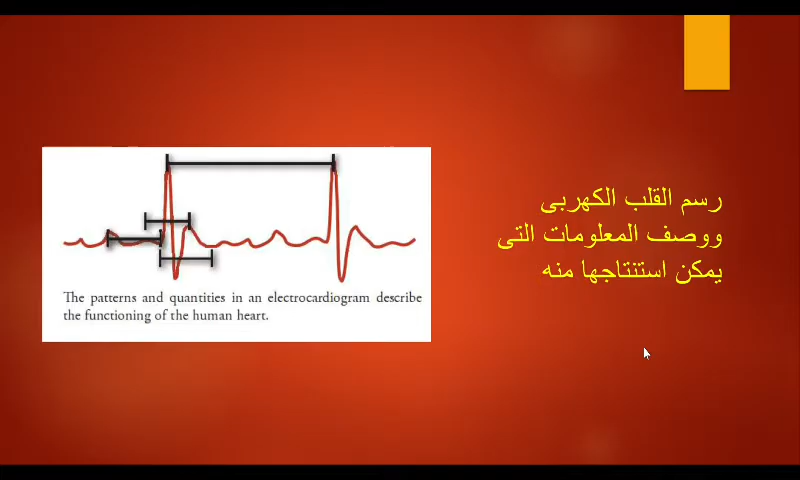 رسم القلب الكهربى
ووصف المعلومات التى
يمكن استنتاجها منه
The patterns and quantities in an electrocardiogram describe
the functioning of the human heart.